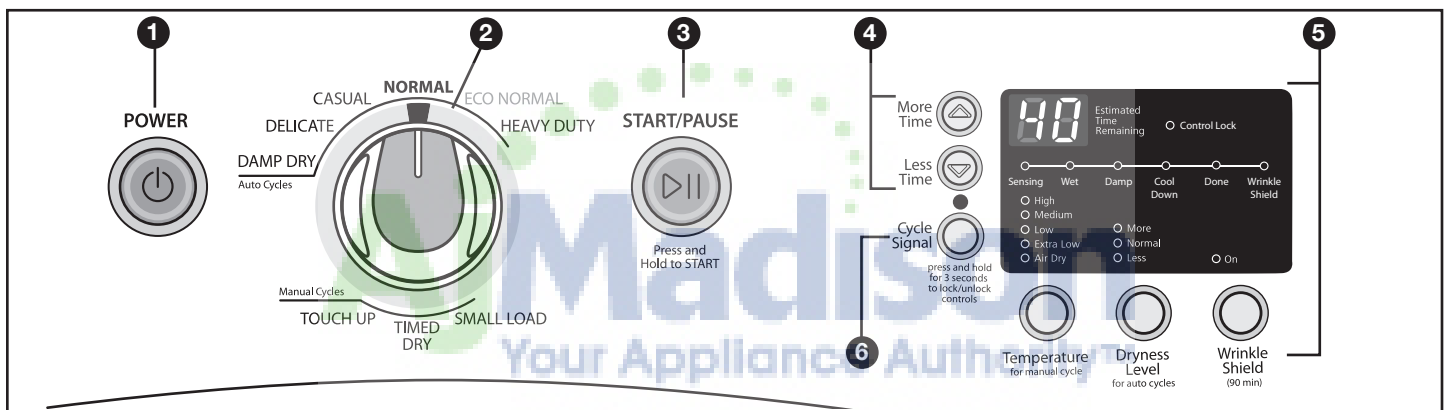 1
2
3
4
5
6
POWER
CASUAL
NORMAL
ECO NORMAL
DELICATE
HEAVY DUTY
DAMP DRY
Auto Cycles
Manual Cycles
TOUCH UP
TIMED
DRY
SMALL LOAD
START/PAUSE
Press and
Hold to START
More
Time
Less
Time
Cycle
Signal
press and hold
for 3 seconds
to lock/unlock
controls
40
Estimated
Time
Remaining
Control Lock
Sensing
Wet
Damp
Cool
Down
Done
Wrinkle
Shield
High
Medium
Low
Extra Low
Air Dry
More
Normal
Less
On
Temperature
for manual cycle
Dryness
Level
for auto cycles
Wrinkle
Shield
(90 min)
AjMadison
Your Appliance Authority™